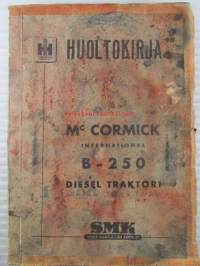 HUOLTOKIRJA
Mc CORMICK
INTERNATIONAL
B-250
DIESEL TRAKTORI
SMK